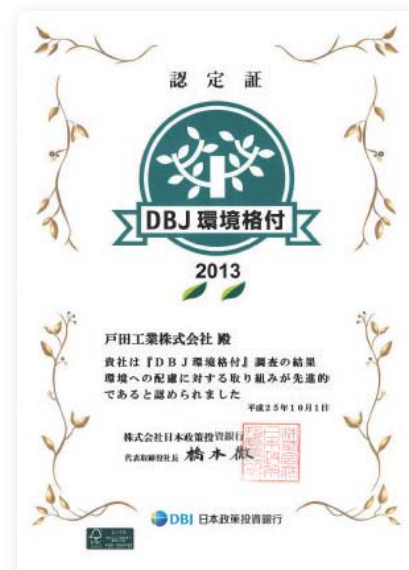 認定証
DBJ 環境格付
2013
戸田工業株式会社 殿
貴社は『DBJ環境格付』調査の結果
環境への配慮に対する取り組みが先進的
であると認められました
平成25年10月1日
株式会社日本政策投資銀行
代表取締役社長 橋本 徹
DBJ 日本政策投資銀行